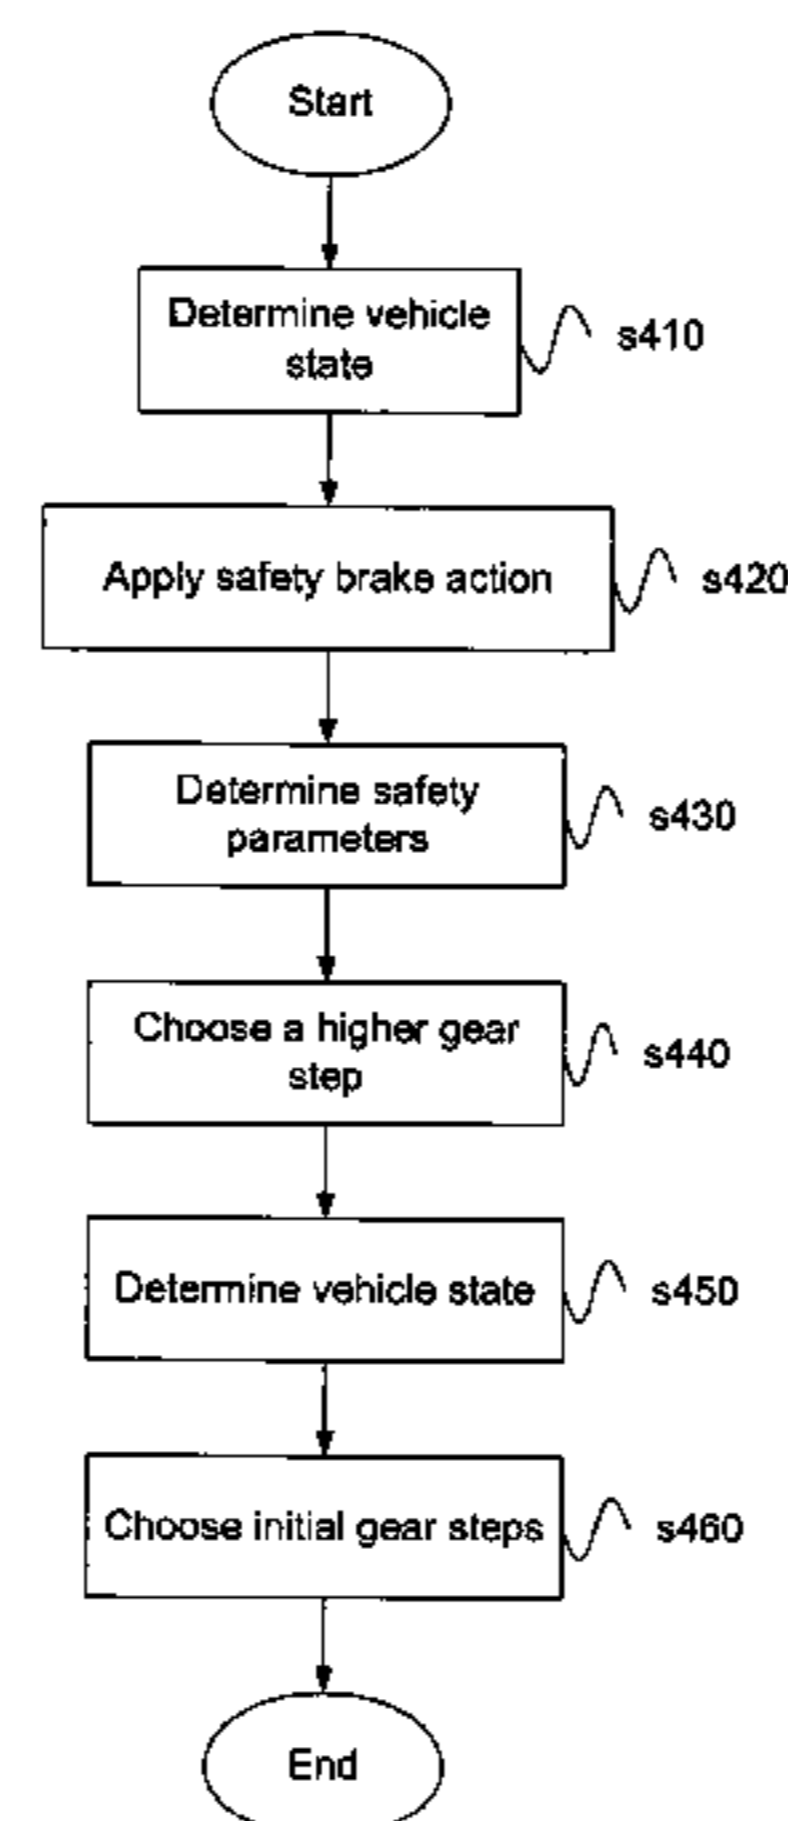 Start
Determine vehicle
state
s410
Apply safety brake action
s420
Determine safety
parameters
s430
Choose a higher gear
step
s440
Determine vehicle state
s450
Choose initial gear steps
s460
End